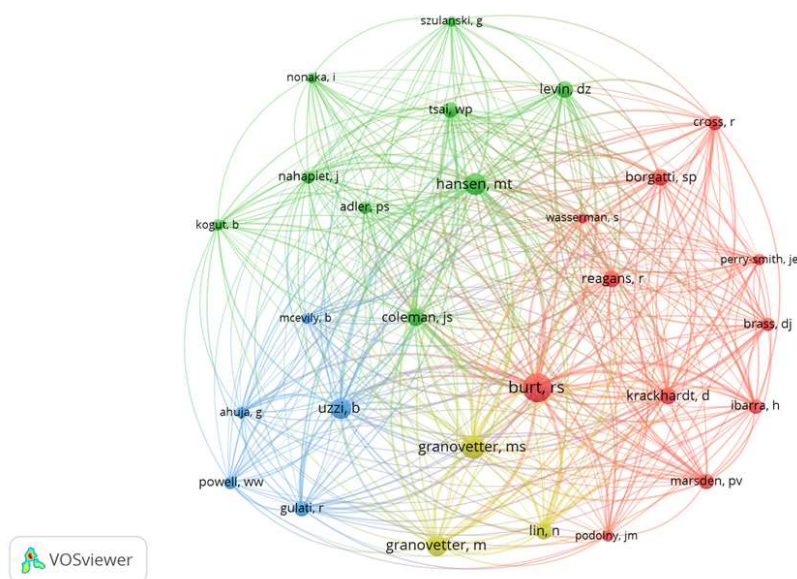 szulanski, g
nonaka, i
levin, dz
tsai, wp
cross, r
nahapiet, j
hansen, mt
borgatti, sp
adler, ps
wasserman, s
kogut, b
perry-smith, je
reagans, r
mcevily, b
coleman, js
brass, dj
burt, rs
krackhardt, d
uzzi, b
ibarra, h
ahuja, g
granovetter, ms
powell, ww
marsden, pv
gulati, r
lin, n
podolny, jm
granovetter, m
VOSviewer